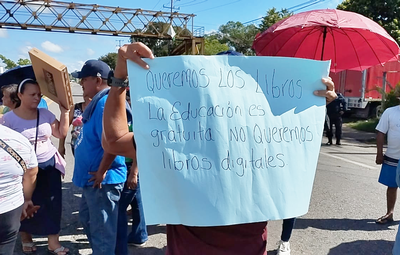 Queremos Los Libros
La Educación es
gratuita No Queremos
libros digitales